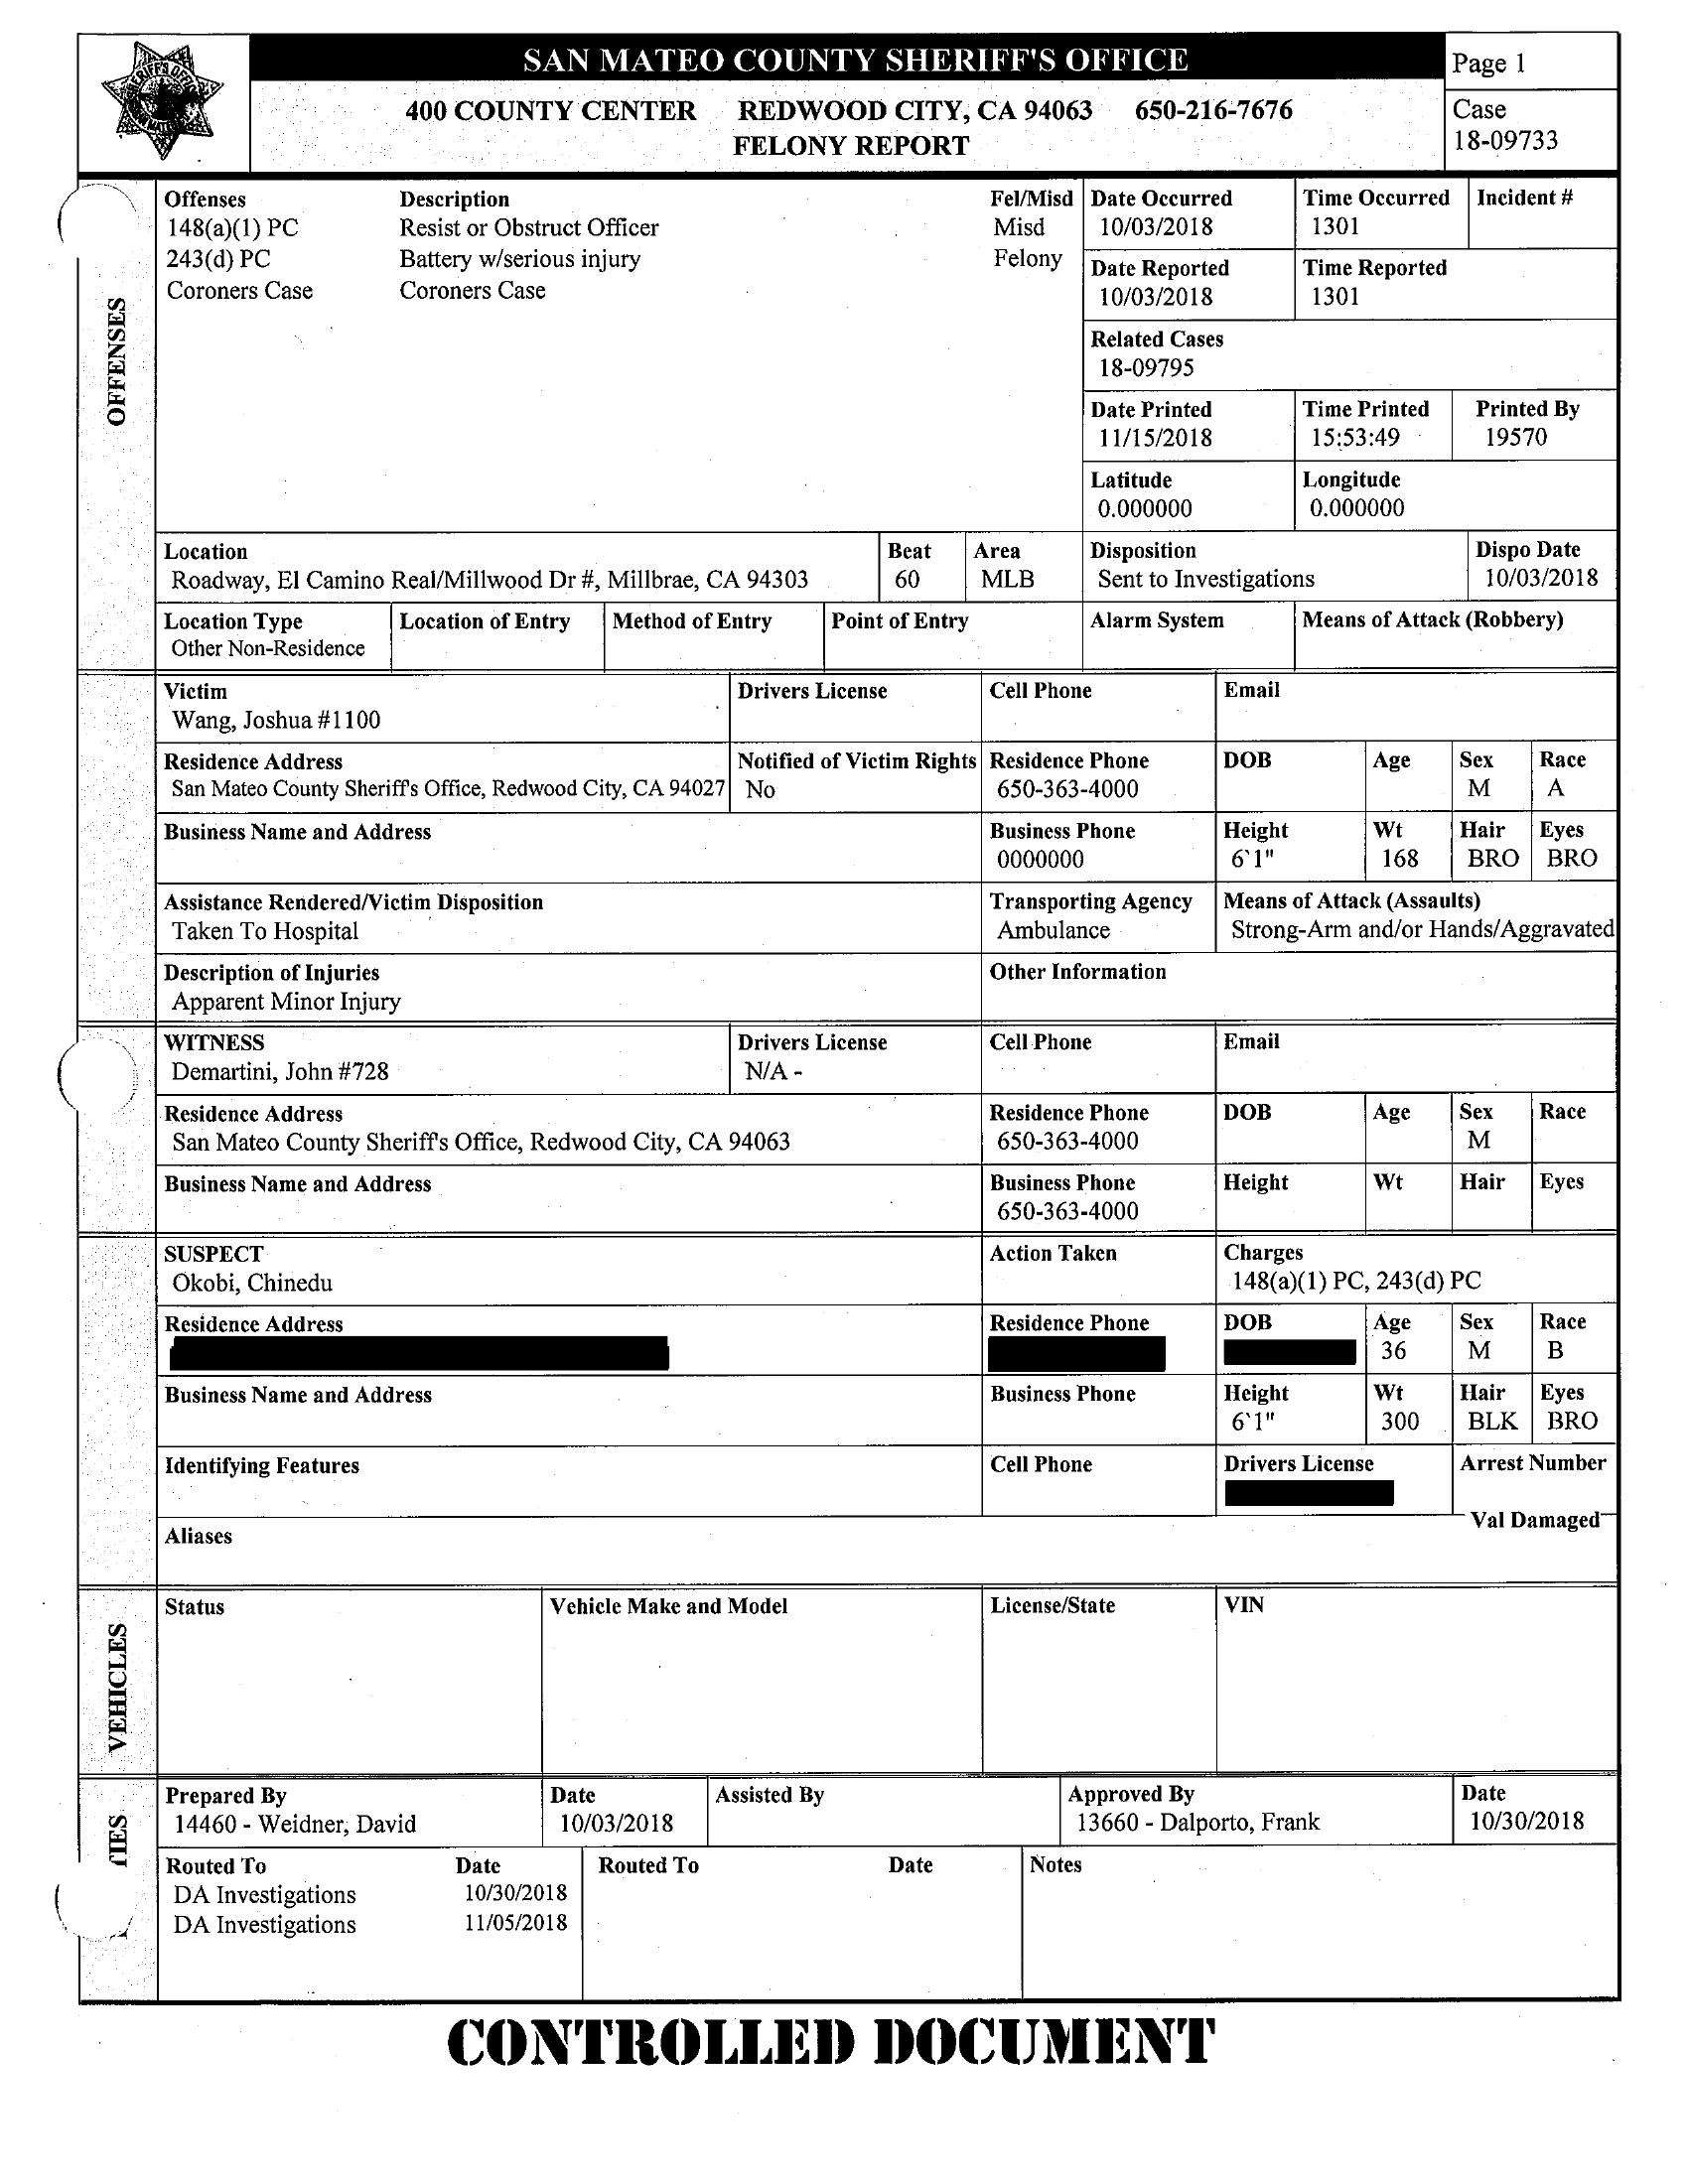 SAN MATEO COUNTY SHERIFF'S OFFICE
Page 1
400 COUNTY CENTER REDWOOD CITY, CA 94063 650-216-7676
FELONY REPORT
Case
18-09733
OFFENSES
Offenses Description Fel/Misd
148(a)(1) PC Resist or Obstruct Officer Misd
243(d) PC Battery w/serious injury Felony
Coroners Case Coroners Case
Date Occurred Time Occurred Incident #
10/03/2018 1301
Date Reported Time Reported
10/03/2018 1301
Related Cases
18-09795
Date Printed Time Printed Printed By
11/15/2018 15:53:49 19570
Latitude Longitude
0.000000 0.000000
Location Beat Area Disposition Dispo Date
Roadway, El Camino Real/Millwood Dr #, Millbrae, CA 94303 60 MLB Sent to Investigations 10/03/2018
Location Type Location of Entry Method of Entry Point of Entry Alarm System Means of Attack (Robbery)
Other Non-Residence
Victim Drivers License Cell Phone Email
Wang, Joshua #1100
Residence Address Notified of Victim Rights Residence Phone DOB Age Sex Race
San Mateo County Sheriff's Office, Redwood City, CA 94027 No 650-363-4000 M A
Business Name and Address Business Phone Height Wt Hair Eyes
0000000 6`1" 168 BRO BRO
Assistance Rendered/Victim Disposition Transporting Agency Means of Attack (Assaults)
Taken To Hospital Ambulance Strong-Arm and/or Hands/Aggravated
Description of Injuries Other Information
Apparent Minor Injury
WITNESS Drivers License Cell Phone Email
Demartini, John #728 N/A -
Residence Address Residence Phone DOB Age Sex Race
San Mateo County Sheriff's Office, Redwood City, CA 94063 650-363-4000 M
Business Name and Address Business Phone Height Wt Hair Eyes
650-363-4000
SUSPECT Action Taken Charges
Okobi, Chinedu 148(a)(1) PC, 243(d) PC
Residence Address Residence Phone DOB Age Sex Race
36 M B
Business Name and Address Business Phone Height Wt Hair Eyes
6`1" 300 BLK BRO
Identifying Features Cell Phone Drivers License Arrest Number
Val Damaged
Aliases
VEHICLES
Status Vehicle Make and Model License/State VIN
TIES
Prepared By Date Assisted By Approved By Date
14460 - Weidner, David 10/03/2018 13660 - Dalporto, Frank 10/30/2018
Routed To Date Routed To Date Notes
DA Investigations 10/30/2018
DA Investigations 11/05/2018
CONTROLLED DOCUMENT